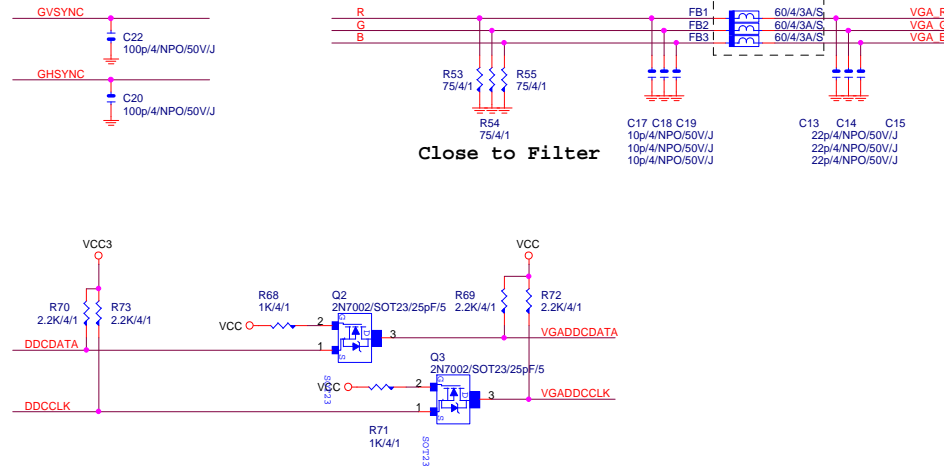 GVSYNC
C22
100p/4/NPO/50V/J
GHSYNC
C20
100p/4/NPO/50V/J
R
G
B
R53
75/4/1
R55
75/4/1
R54
75/4/1
Close to Filter
C17 C18 C19
10p/4/NPO/50V/J
10p/4/NPO/50V/J
10p/4/NPO/50V/J
FB1 60/4/3A/S
FB2 60/4/3A/S
FB3 60/4/3A/S
C13 C14 C15
22p/4/NPO/50V/J
22p/4/NPO/50V/J
22p/4/NPO/50V/J
VCC3
R70
2.2K/4/1
R73
2.2K/4/1
DDCDATA
DDCCLK
R68
1K/4/1
VCC
Q2
2N7002/SOT23/25pF/5
2
G
D
S
1
3
SOT23
VCC
R69
2.2K/4/1
R72
2.2K/4/1
VGADDCDATA
Q3
2N7002/SOT23/25pF/5
VCC
2
G
D
S
1
3
R71
1K/4/1
SOT23
VGADDCCLK